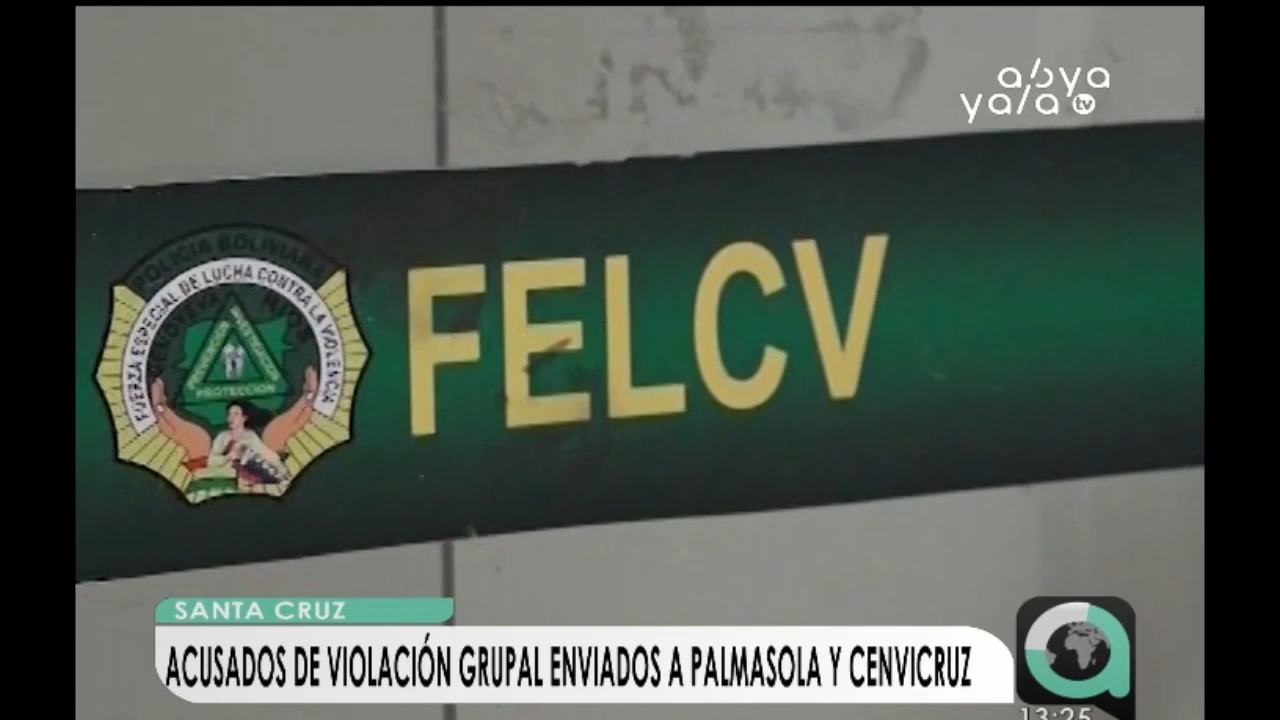 abya
yala tv
POLICIA BOLIVIANA
FUERZA ESPECIAL DE LUCHA CONTRA LA VIOLENCIA
PROTECCION
FELCV
SANTA CRUZ
ACUSADOS DE VIOLACIÓN GRUPAL ENVIADOS A PALMASOLA Y CENVICRUZ
13:25